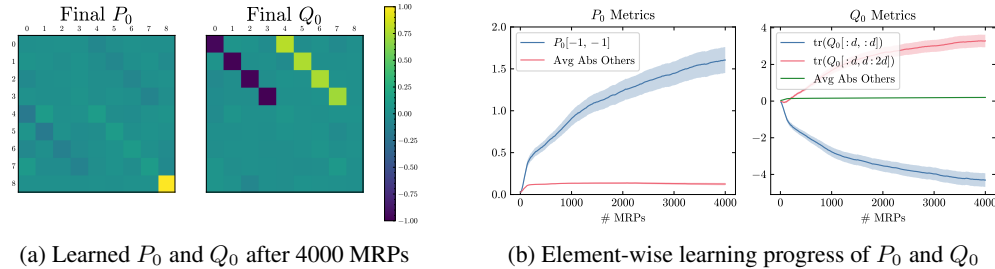 Final P₀
Final Q₀
0 1 2 3 4 5 6 7 8
0 1 2 3 4 5 6 7 8
0
1
2
3
4
5
6
7
8
1.00
0.75
0.50
0.25
0.00
−0.25
−0.50
−0.75
−1.00
(a) Learned P₀ and Q₀ after 4000 MRPs
P₀ Metrics
P₀[−1, −1]
Avg Abs Others
2.0
1.5
1.0
0.5
0.0
0 1000 2000 3000 4000
# MRPs
Q₀ Metrics
tr(Q₀[: d, : d])
tr(Q₀[: d, d : 2d])
Avg Abs Others
4
2
0
−2
−4
0 1000 2000 3000 4000
# MRPs
(b) Element-wise learning progress of P₀ and Q₀